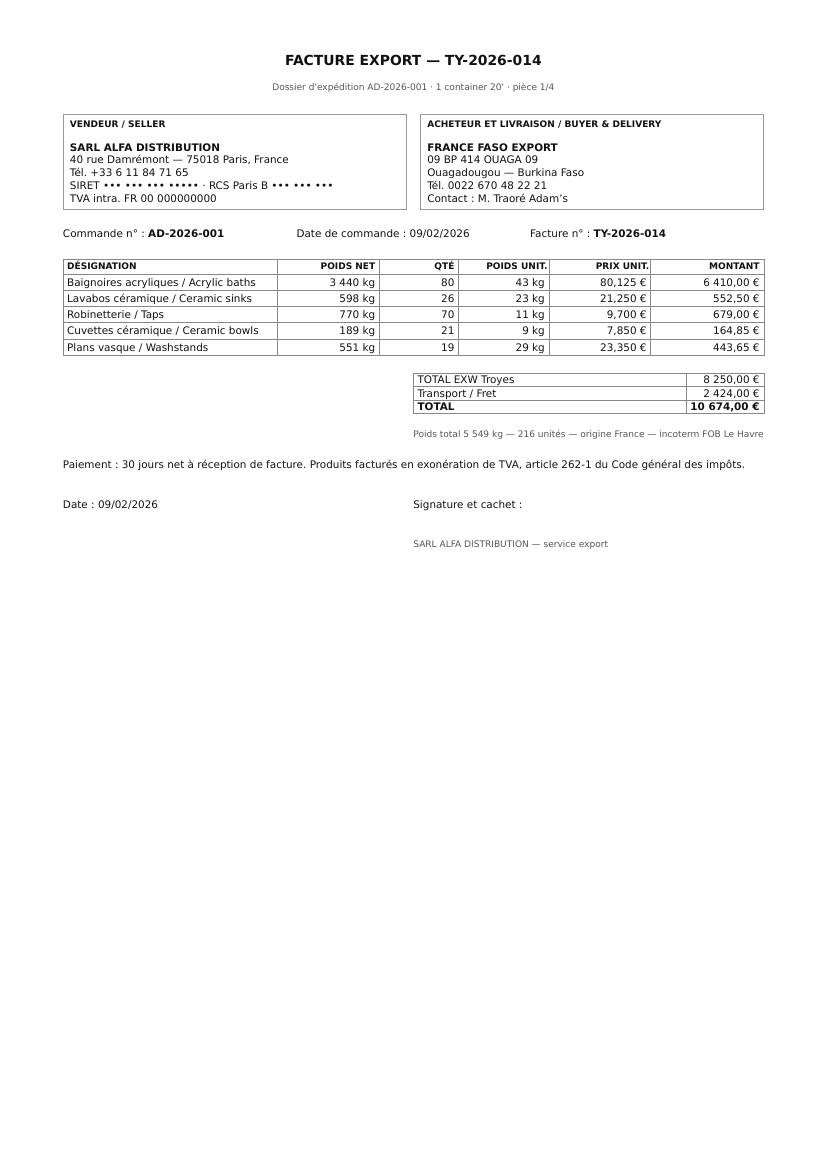 FACTURE EXPORT — TY-2026-014
Dossier d'expédition AD-2026-001 · 1 container 20' · pièce 1/4
VENDEUR / SELLER
SARL ALFA DISTRIBUTION
40 rue Damrémont — 75018 Paris, France
Tél. +33 6 11 84 71 65
SIRET ••• ••• ••• ••••• · RCS Paris B ••• ••• •••
TVA intra. FR 00 000000000
ACHETEUR ET LIVRAISON / BUYER & DELIVERY
FRANCE FASO EXPORT
09 BP 414 OUAGA 09
Ouagadougou — Burkina Faso
Tél. 0022 670 48 22 21
Contact : M. Traoré Adam’s
Commande n° : AD-2026-001 Date de commande : 09/02/2026 Facture n° : TY-2026-014
DÉSIGNATION POIDS NET QTÉ POIDS UNIT. PRIX UNIT. MONTANT
Baignoires acryliques / Acrylic baths 3 440 kg 80 43 kg 80,125 € 6 410,00 €
Lavabos céramique / Ceramic sinks 598 kg 26 23 kg 21,250 € 552,50 €
Robinetterie / Taps 770 kg 70 11 kg 9,700 € 679,00 €
Cuvettes céramique / Ceramic bowls 189 kg 21 9 kg 7,850 € 164,85 €
Plans vasque / Washstands 551 kg 19 29 kg 23,350 € 443,65 €
TOTAL EXW Troyes 8 250,00 €
Transport / Fret 2 424,00 €
TOTAL 10 674,00 €
Poids total 5 549 kg — 216 unités — origine France — incoterm FOB Le Havre
Paiement : 30 jours net à réception de facture. Produits facturés en exonération de TVA, article 262-1 du Code général des impôts.
Date : 09/02/2026 Signature et cachet :
SARL ALFA DISTRIBUTION — service export